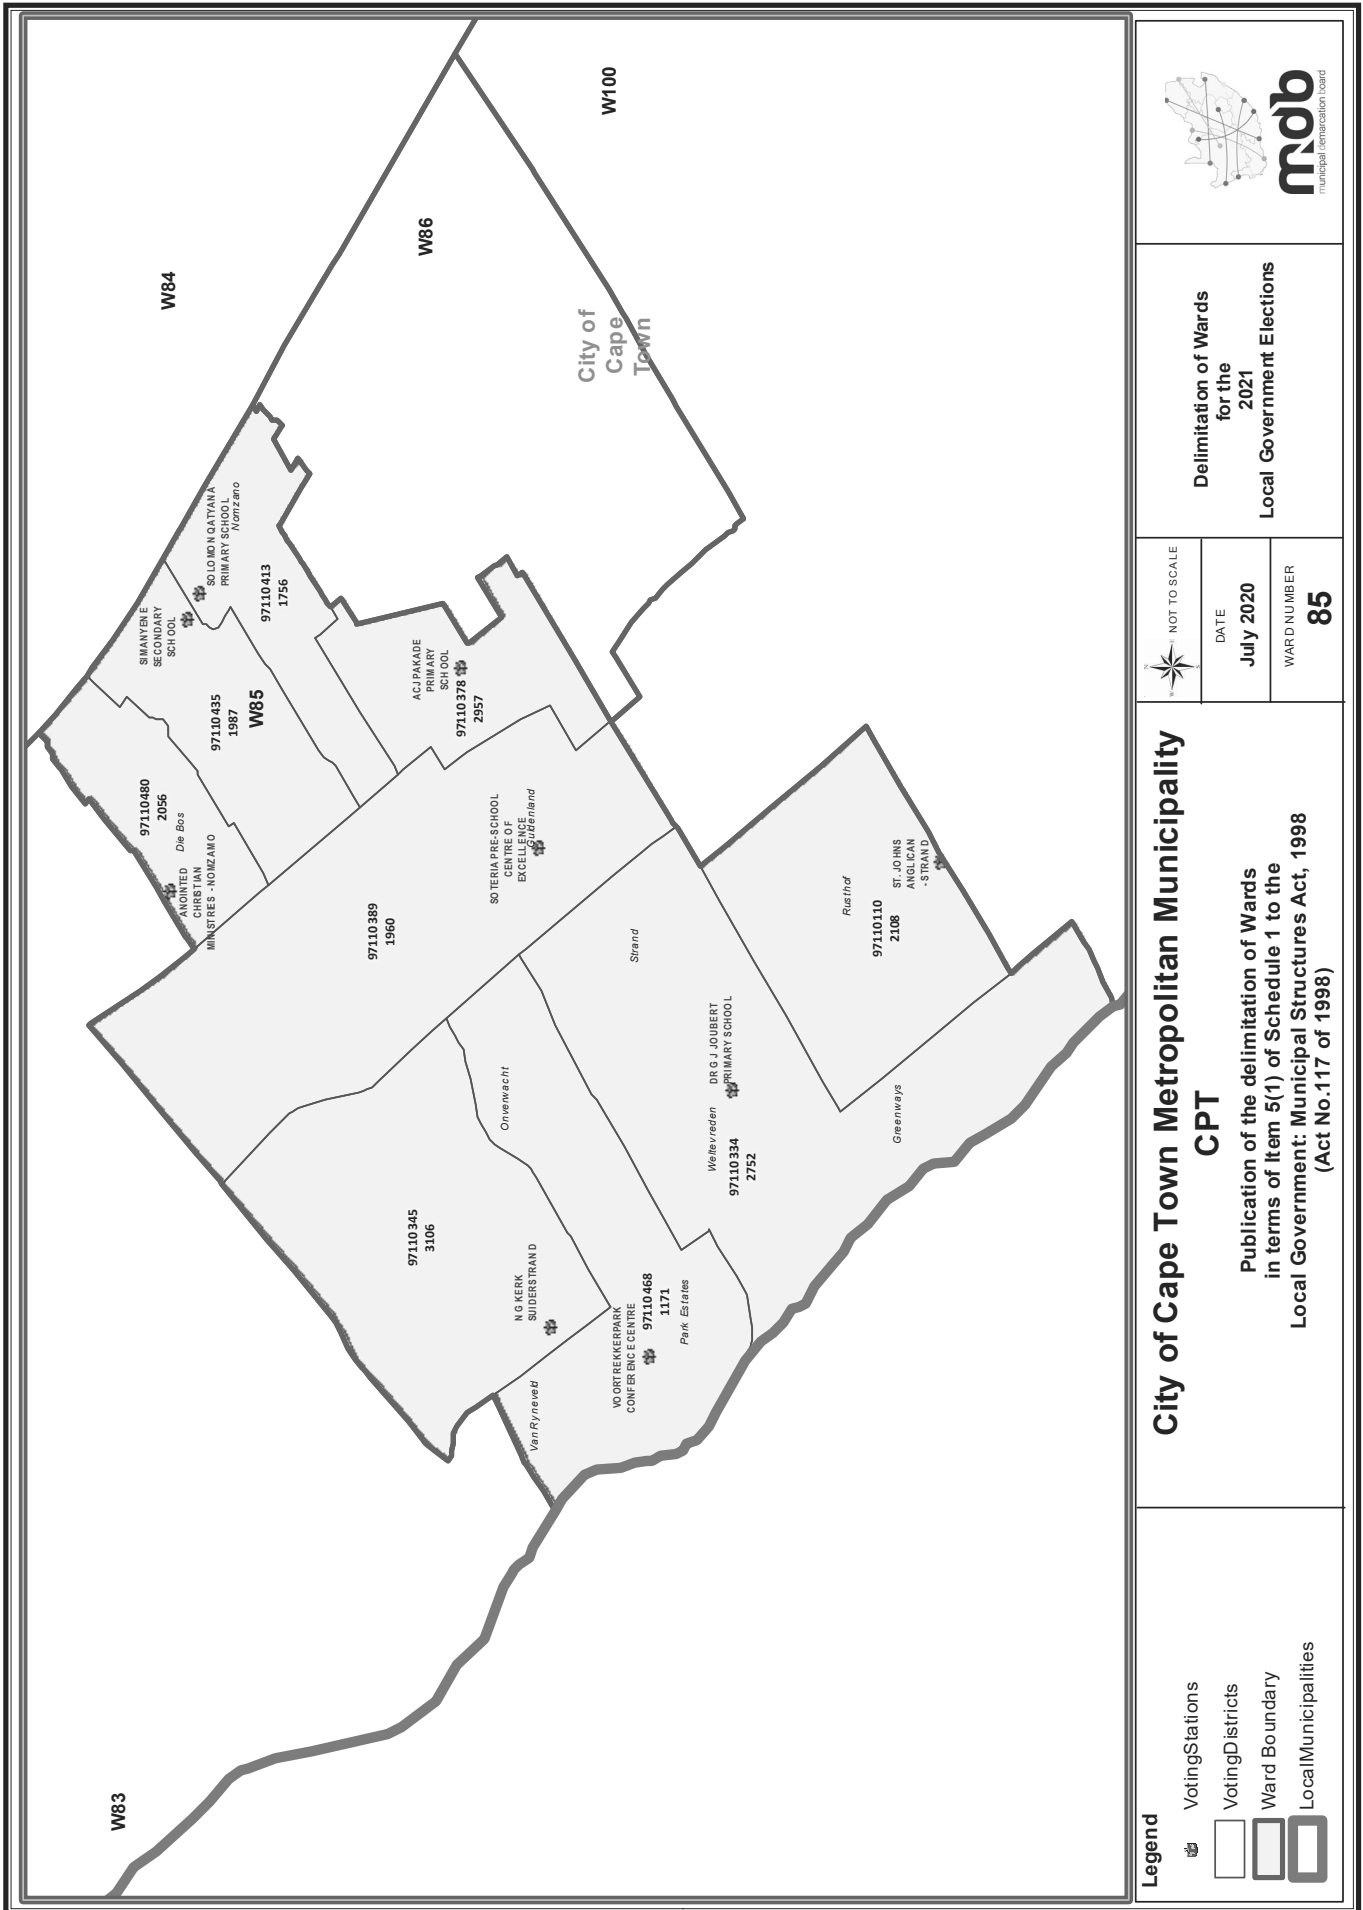 W83
W84
W86
W100
City of
Cape
Town
SIMANYENE
SECONDARY
SCHOOL
SOLOMON QATYANA
PRIMARY SCHOOL
Nomzano
97110413
1756
97110435
1987
W85
97110480
2056
Die Bos
ANOINTED
CHRISTIAN
MINISTRES - NOMZAMO
ACJ PAKADE
PRIMARY
SCHOOL
97110378
2957
SOTERIA PRE-SCHOOL
CENTRE OF
EXCELLENCE
Guldenland
97110389
1960
Strand
Rusthof
ST. JOHNS
ANGLICAN
- STRAND
97110110
2108
DR G J JOUBERT
PRIMARY SCHOOL
Weltevreden
97110334
2752
Greenways
Onverwacht
97110345
3106
N G KERK
SUIDERSTRAND
VOORTREKKERPARK
CONFERENCE CENTRE
97110468
1171
Park Estates
Van Ryneveld
Legend
VotingStations
VotingDistricts
Ward Boundary
LocalMunicipalities
City of Cape Town Metropolitan Municipality
CPT
Publication of the delimitation of Wards
in terms of Item 5(1) of Schedule 1 to the
Local Government: Municipal Structures Act, 1998
(Act No.117 of 1998)
N
E
S
W
NOT TO SCALE
DATE
July 2020
WARD NUMBER
85
Delimitation of Wards
for the
2021
Local Government Elections
mdb
municipal demarcation board